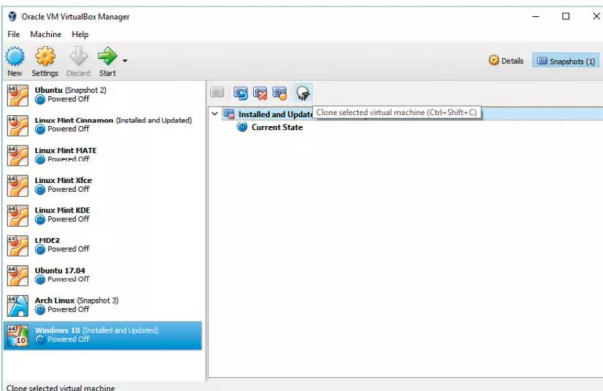 Oracle VM VirtualBox Manager
File Machine Help
New Settings Discard Start
Details Snapshots (1)
Ubuntu (Snapshot 2)
Powered Off
Linux Mint Cinnamon (Installed and Updated)
Powered Off
Linux Mint MATE
Powered Off
Linux Mint Xfce
Powered Off
Linux Mint KDE
Powered Off
LMDE2
Powered Off
Ubuntu 17.04
Powered Off
Arch Linux (Snapshot 3)
Powered Off
Windows 10 (Installed and Updated)
Powered Off
Installed and Update
Clone selected virtual machine (Ctrl+Shift+C)
Current State
Clone selected virtual machine